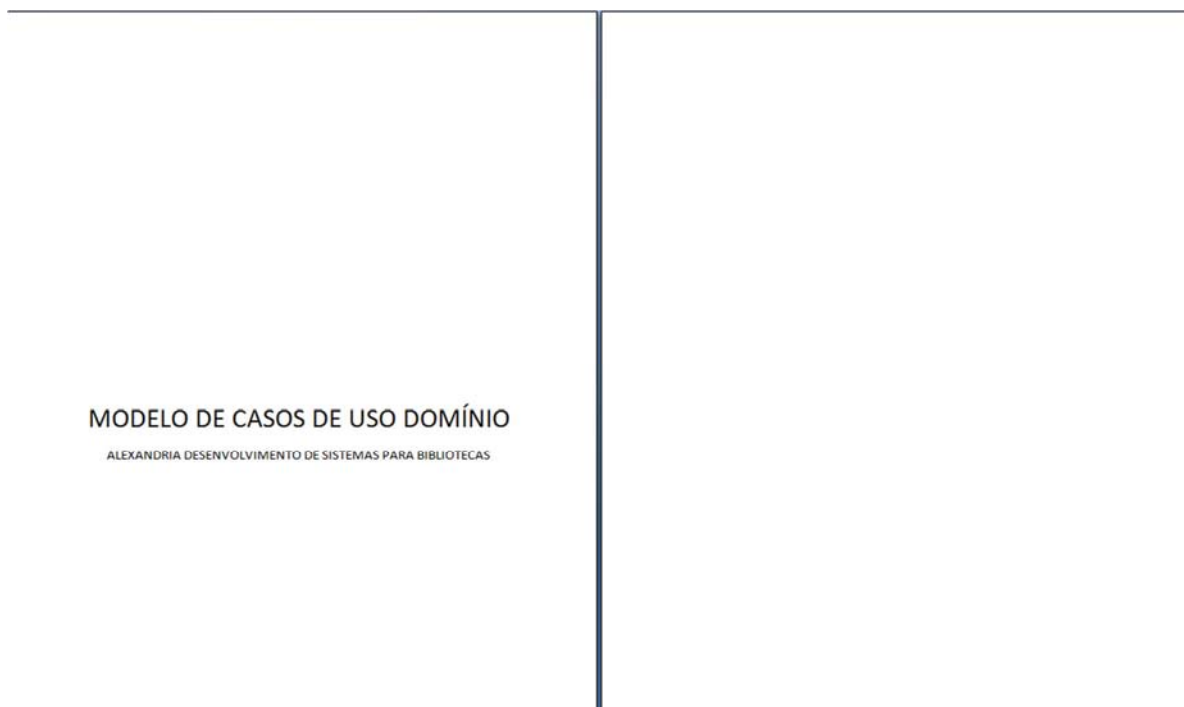 MODELO DE CASOS DE USO DOMÍNIO
ALEXANDRIA DESENVOLVIMENTO DE SISTEMAS PARA BIBLIOTECAS